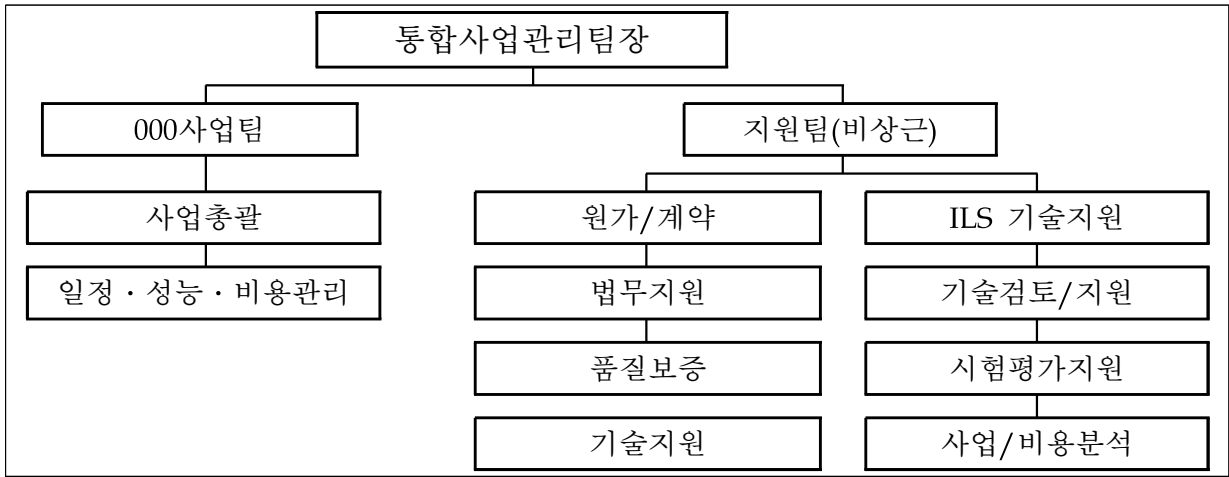 통합사업관리팀장
000사업팀
지원팀(비상근)
사업총괄
원가/계약
ILS 기술지원
일정·성능·비용관리
법무지원
기술검토/지원
품질보증
시험평가지원
기술지원
사업/비용분석